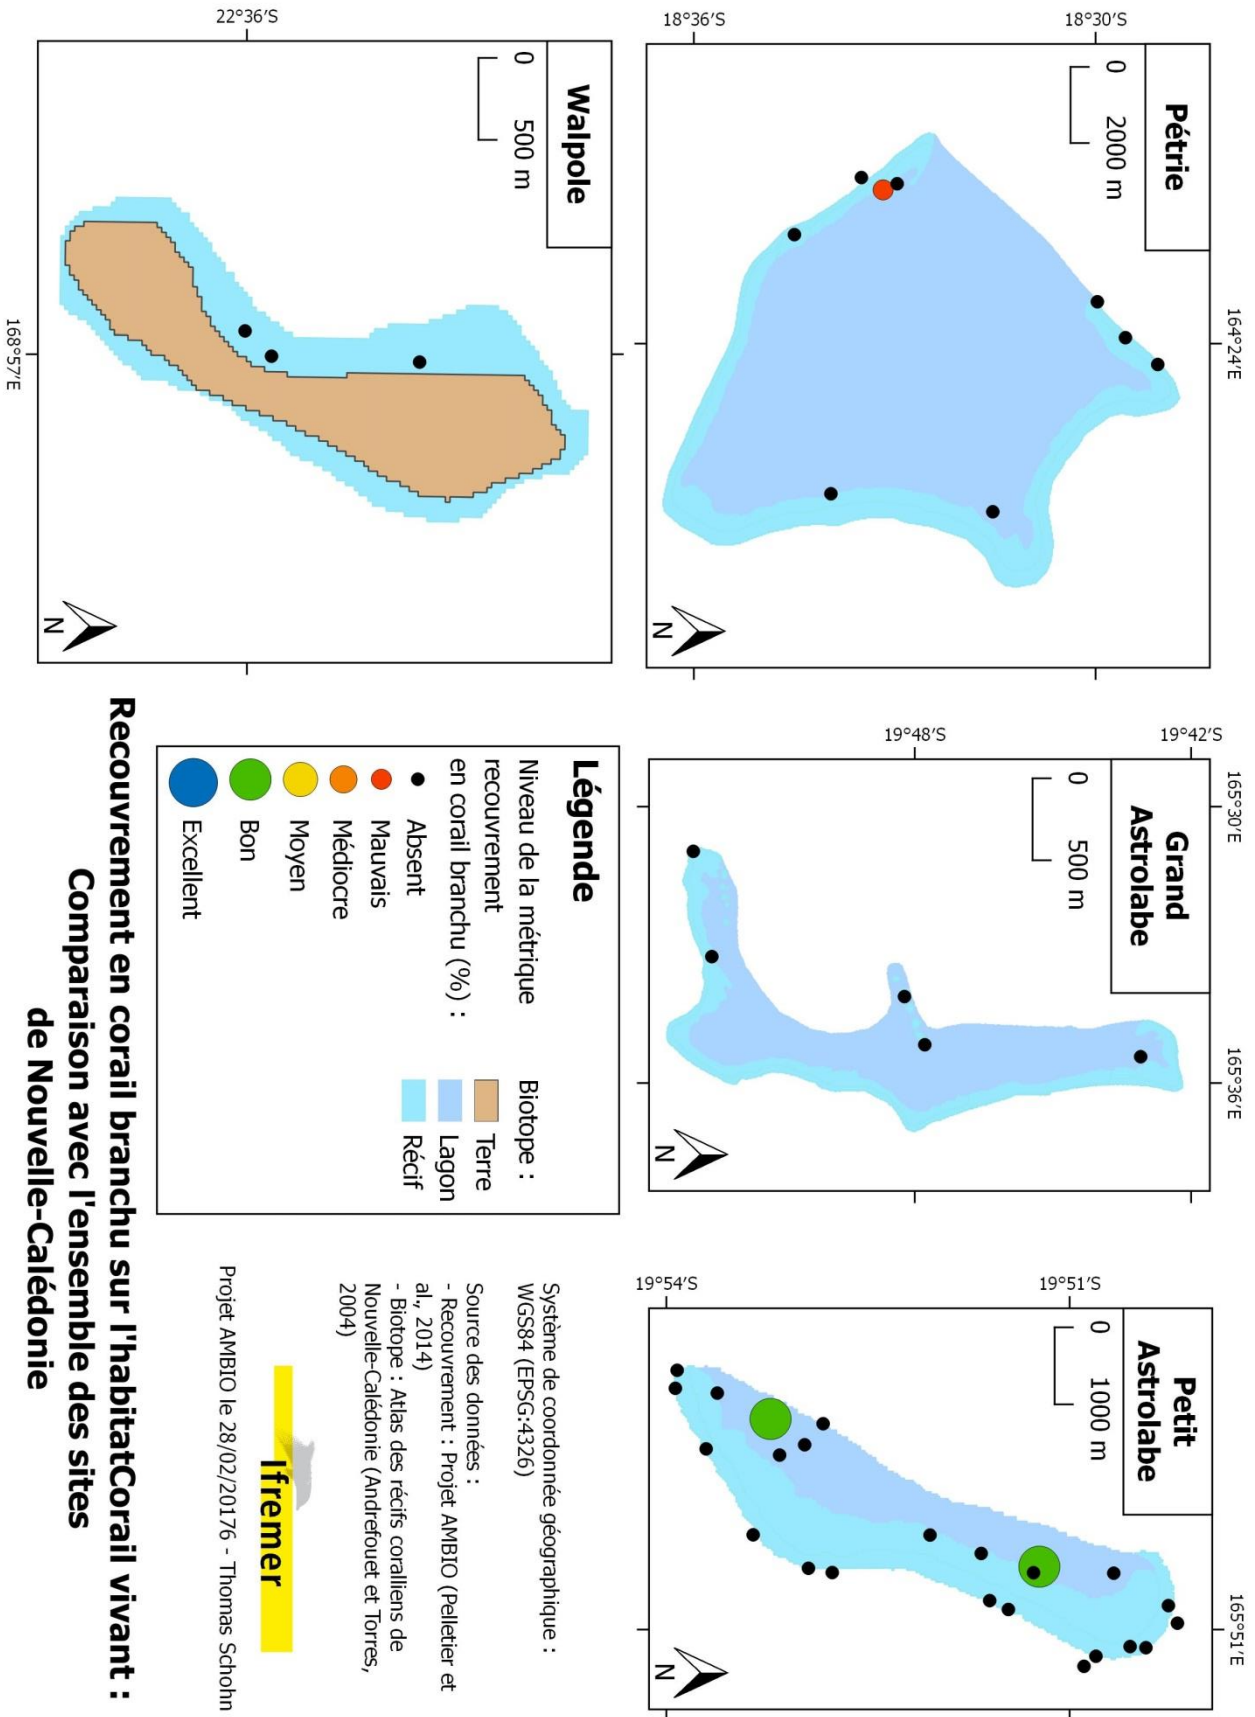 Pétrie
0 2000 m
164°24'E
18°30'S
18°36'S
N
Grand
Astrolabe
0 500 m
165°30'E
165°36'E
19°42'S
19°48'S
N
Petit
Astrolabe
0 1000 m
165°51'E
19°51'S
19°54'S
N
Walpole
0 500 m
22°36'S
168°57'E
N
Légende
Niveau de la métrique
recouvrement
en corail branchu (%) :
Absent
Mauvais
Médiocre
Moyen
Bon
Excellent
Biotope :
Terre
Lagon
Récif
Système de coordonnée géographique :
WGS84 (EPSG:4326)
Source des données :
- Recouvrement : Projet AMBIO (Pelletier et
al., 2014)
- Biotope : Atlas des récifs coralliens de
Nouvelle-Calédonie (Andrefouet et Torres,
2004)
Ifremer
Projet AMBIO le 28/02/20176 - Thomas Schohn
Recouvrement en corail branchu sur l'habitatCorail vivant :
Comparaison avec l'ensemble des sites
de Nouvelle-Calédonie